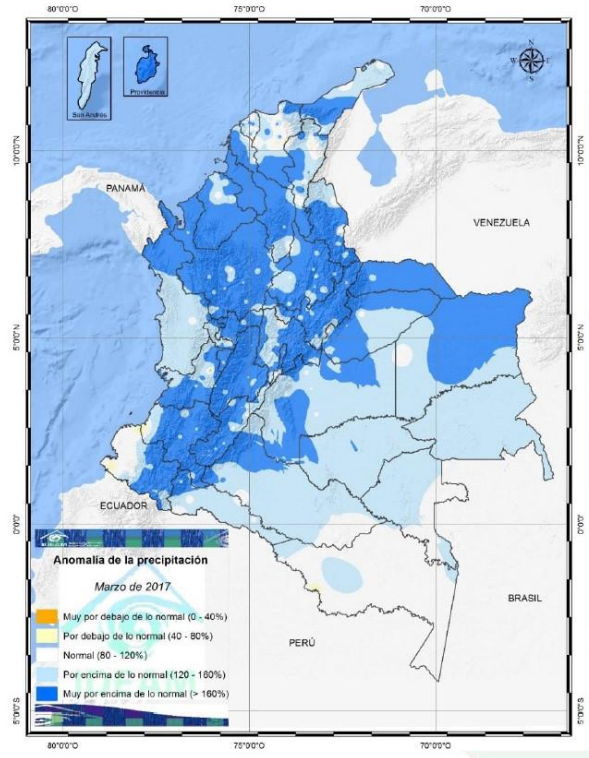 80°0'0"O 75°0'0"O 70°0'0"O
San Andres
Providencia
N
W E
S
10°0'0"N 10°0'0"N
PANAMÁ
VENEZUELA
5°0'0"N 5°0'0"N
ECUADOR
0°0'0" 0°0'0"
BRASIL
PERÚ
Anomalía de la precipitación
Marzo de 2017
Muy por debajo de lo normal (0 - 40%)
Por debajo de lo normal (40 - 80%)
Normal (80 - 120%)
Por encima de lo normal (120 - 160%)
Muy por encima de lo normal (> 160%)
IDEAM
5°0'0"S 5°0'0"S
80°0'0"O 75°0'0"O 70°0'0"O